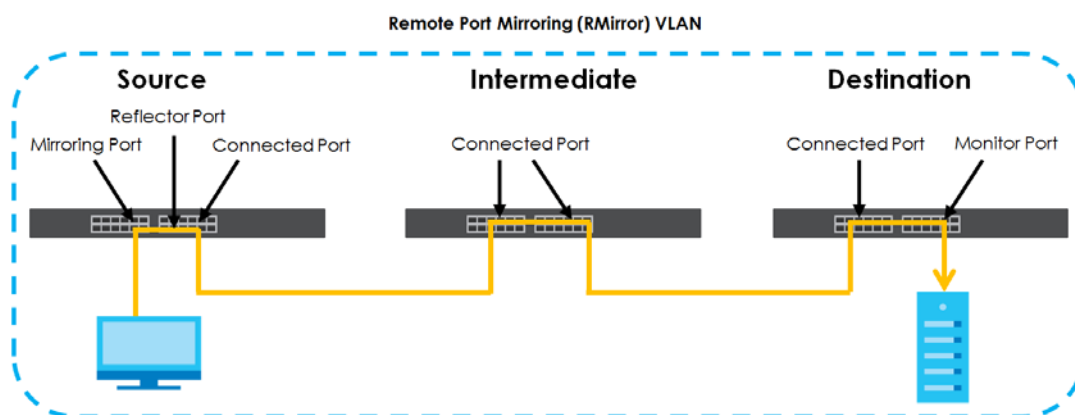 Remote Port Mirroring (RMirror) VLAN
Source
Intermediate
Destination
Reflector Port
Mirroring Port
Connected Port
Connected Port
Connected Port
Monitor Port